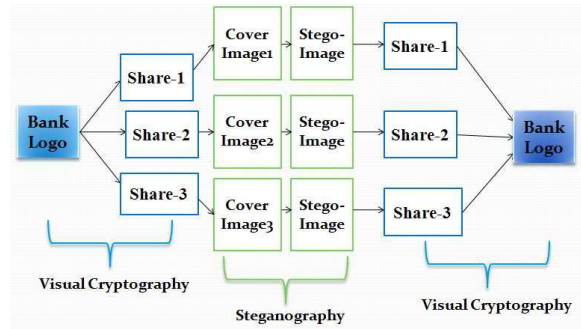 Cover
Image1
Stego-
Image
Share-1
Share-1
Bank
Logo
Share-2
Cover
Image2
Stego-
Image
Share-2
Bank
Logo
Share-3
Cover
Image3
Stego-
Image
Share-3
Visual Cryptography
Steganography
Visual Cryptography